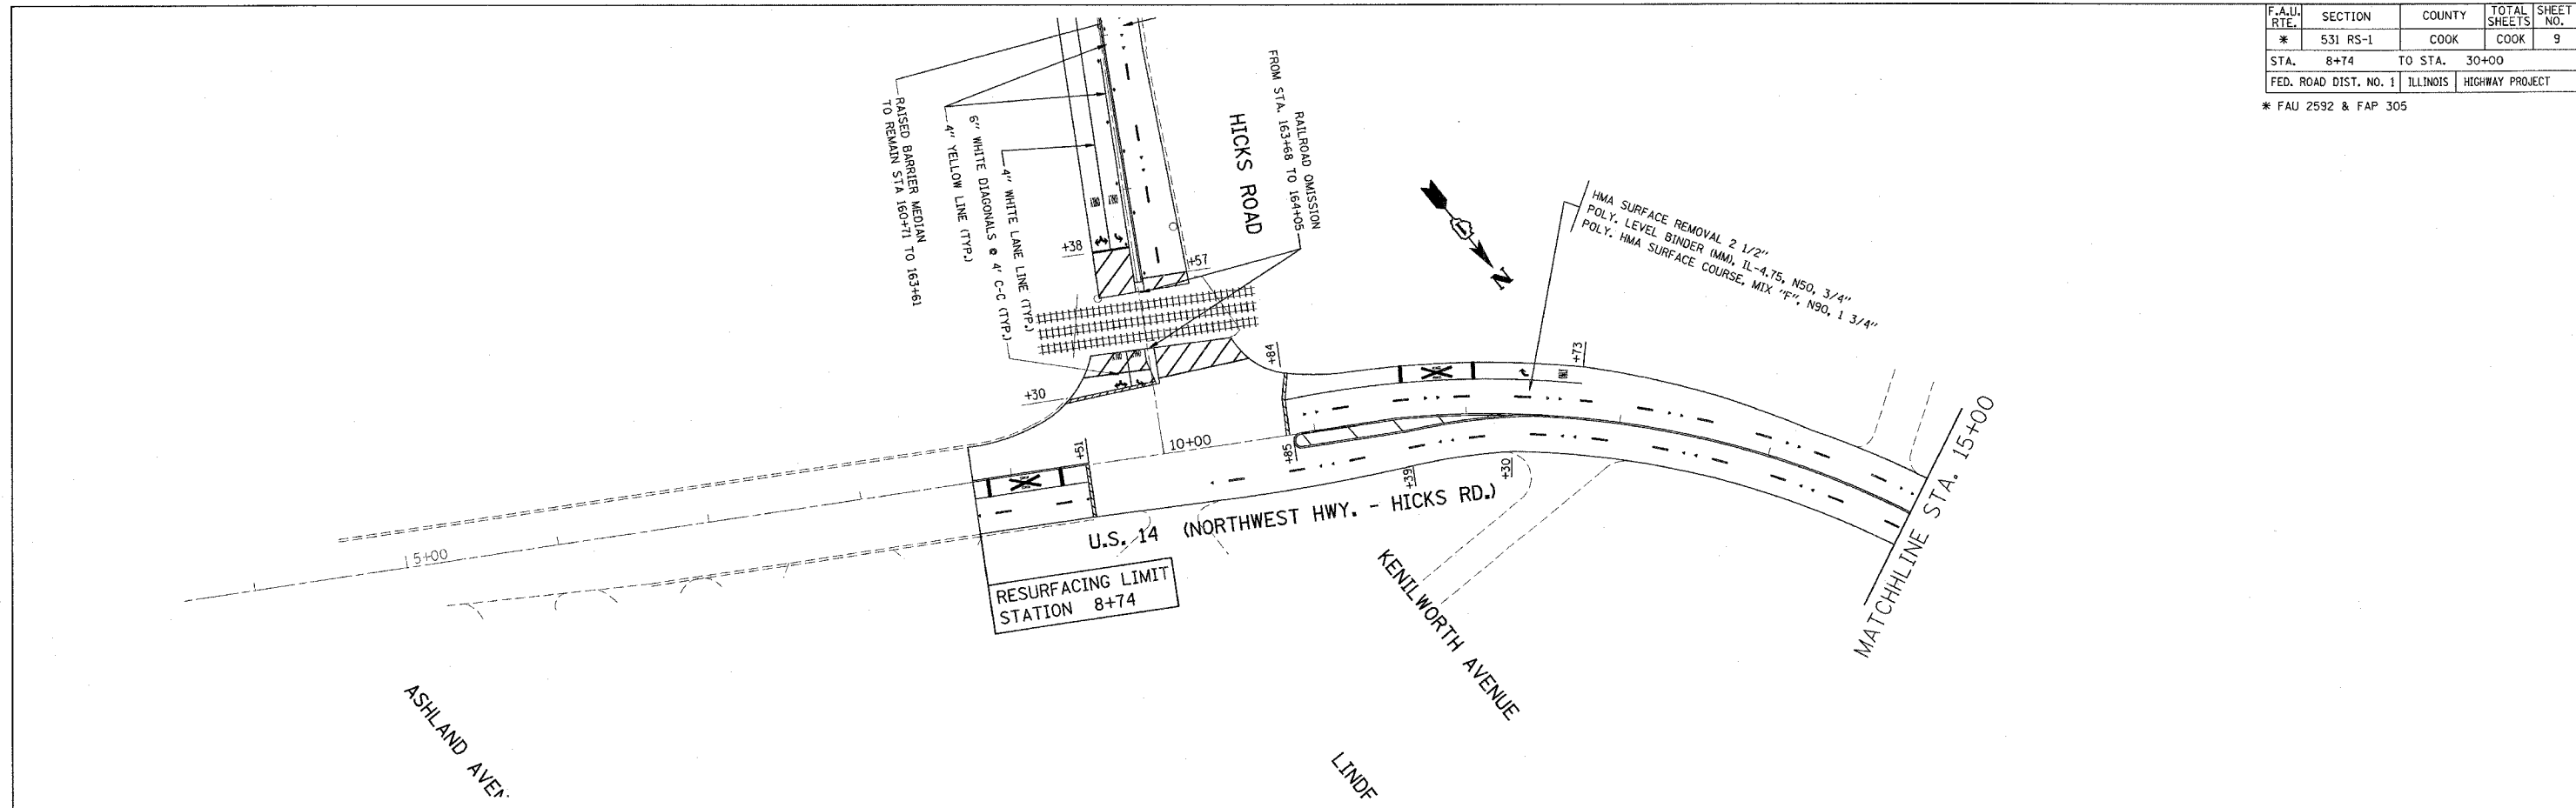 F.A.U. RTE. SECTION COUNTY TOTAL SHEETS SHEET NO.
* 531 RS-1 COOK COOK 9
STA. 8+74 TO STA. 30+00
FED. ROAD DIST. NO. 1 ILLINOIS HIGHWAY PROJECT
* FAU 2592 & FAP 305
RAISED BARRIER MEDIAN
TO REMAIN STA 160+71 TO 163+61
4" YELLOW LINE (TYP.)
6" WHITE DIAGONALS @ 4' C-C (TYP.)
4" WHITE LANE LINE (TYP.)
HICKS ROAD
RAILROAD OMISSION
FROM STA. 163+68 TO 164+05
+38
+57
N
HMA SURFACE REMOVAL 2 1/2"
POLY. LEVEL BINDER (MM), IL-4.75, N50, 3/4"
POLY. HMA SURFACE COURSE, MIX "F", N90, 1 3/4"
+30
+84
+73
+51
10+00
+85
+39
+30
5+00
U.S. 14 (NORTHWEST HWY. - HICKS RD.)
RESURFACING LIMIT
STATION 8+74
MATCHHLINE STA. 15+00
KENILWORTH AVENUE
ASHLAND AVEN
LINDE